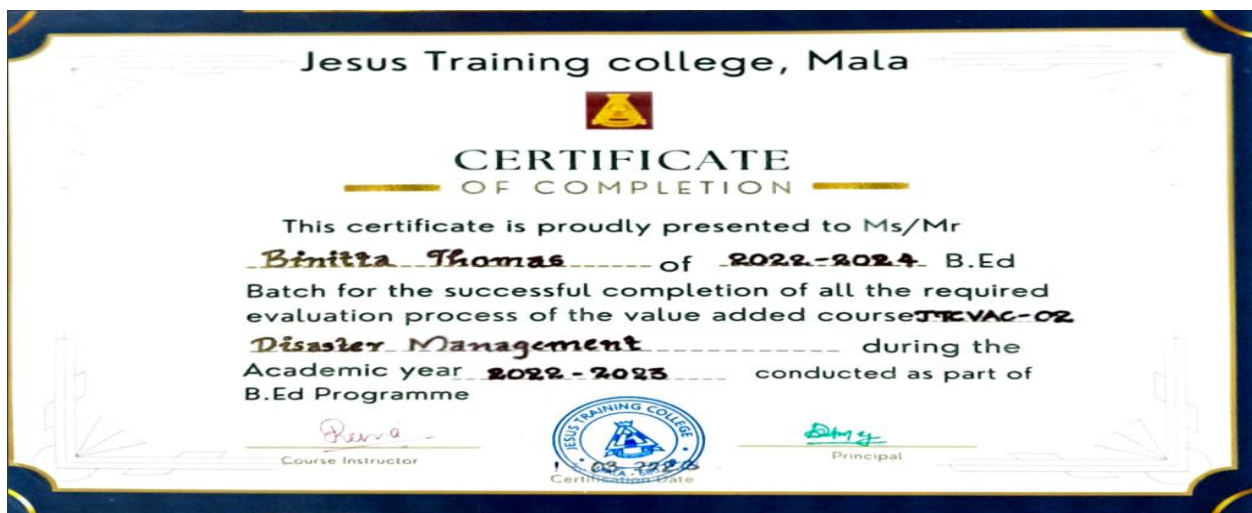 Jesus Training college, Mala
CERTIFICATE
OF COMPLETION
This certificate is proudly presented to Ms/Mr
Binitta Thomas of 2022-2024 B.Ed
Batch for the successful completion of all the required
evaluation process of the value added course JTCVAC-02
Disaster Management during the
Academic year 2022-2023 conducted as part of
B.Ed Programme
JESUS TRAINING COLLEGE
Course Instructor
Principal
Certification Date